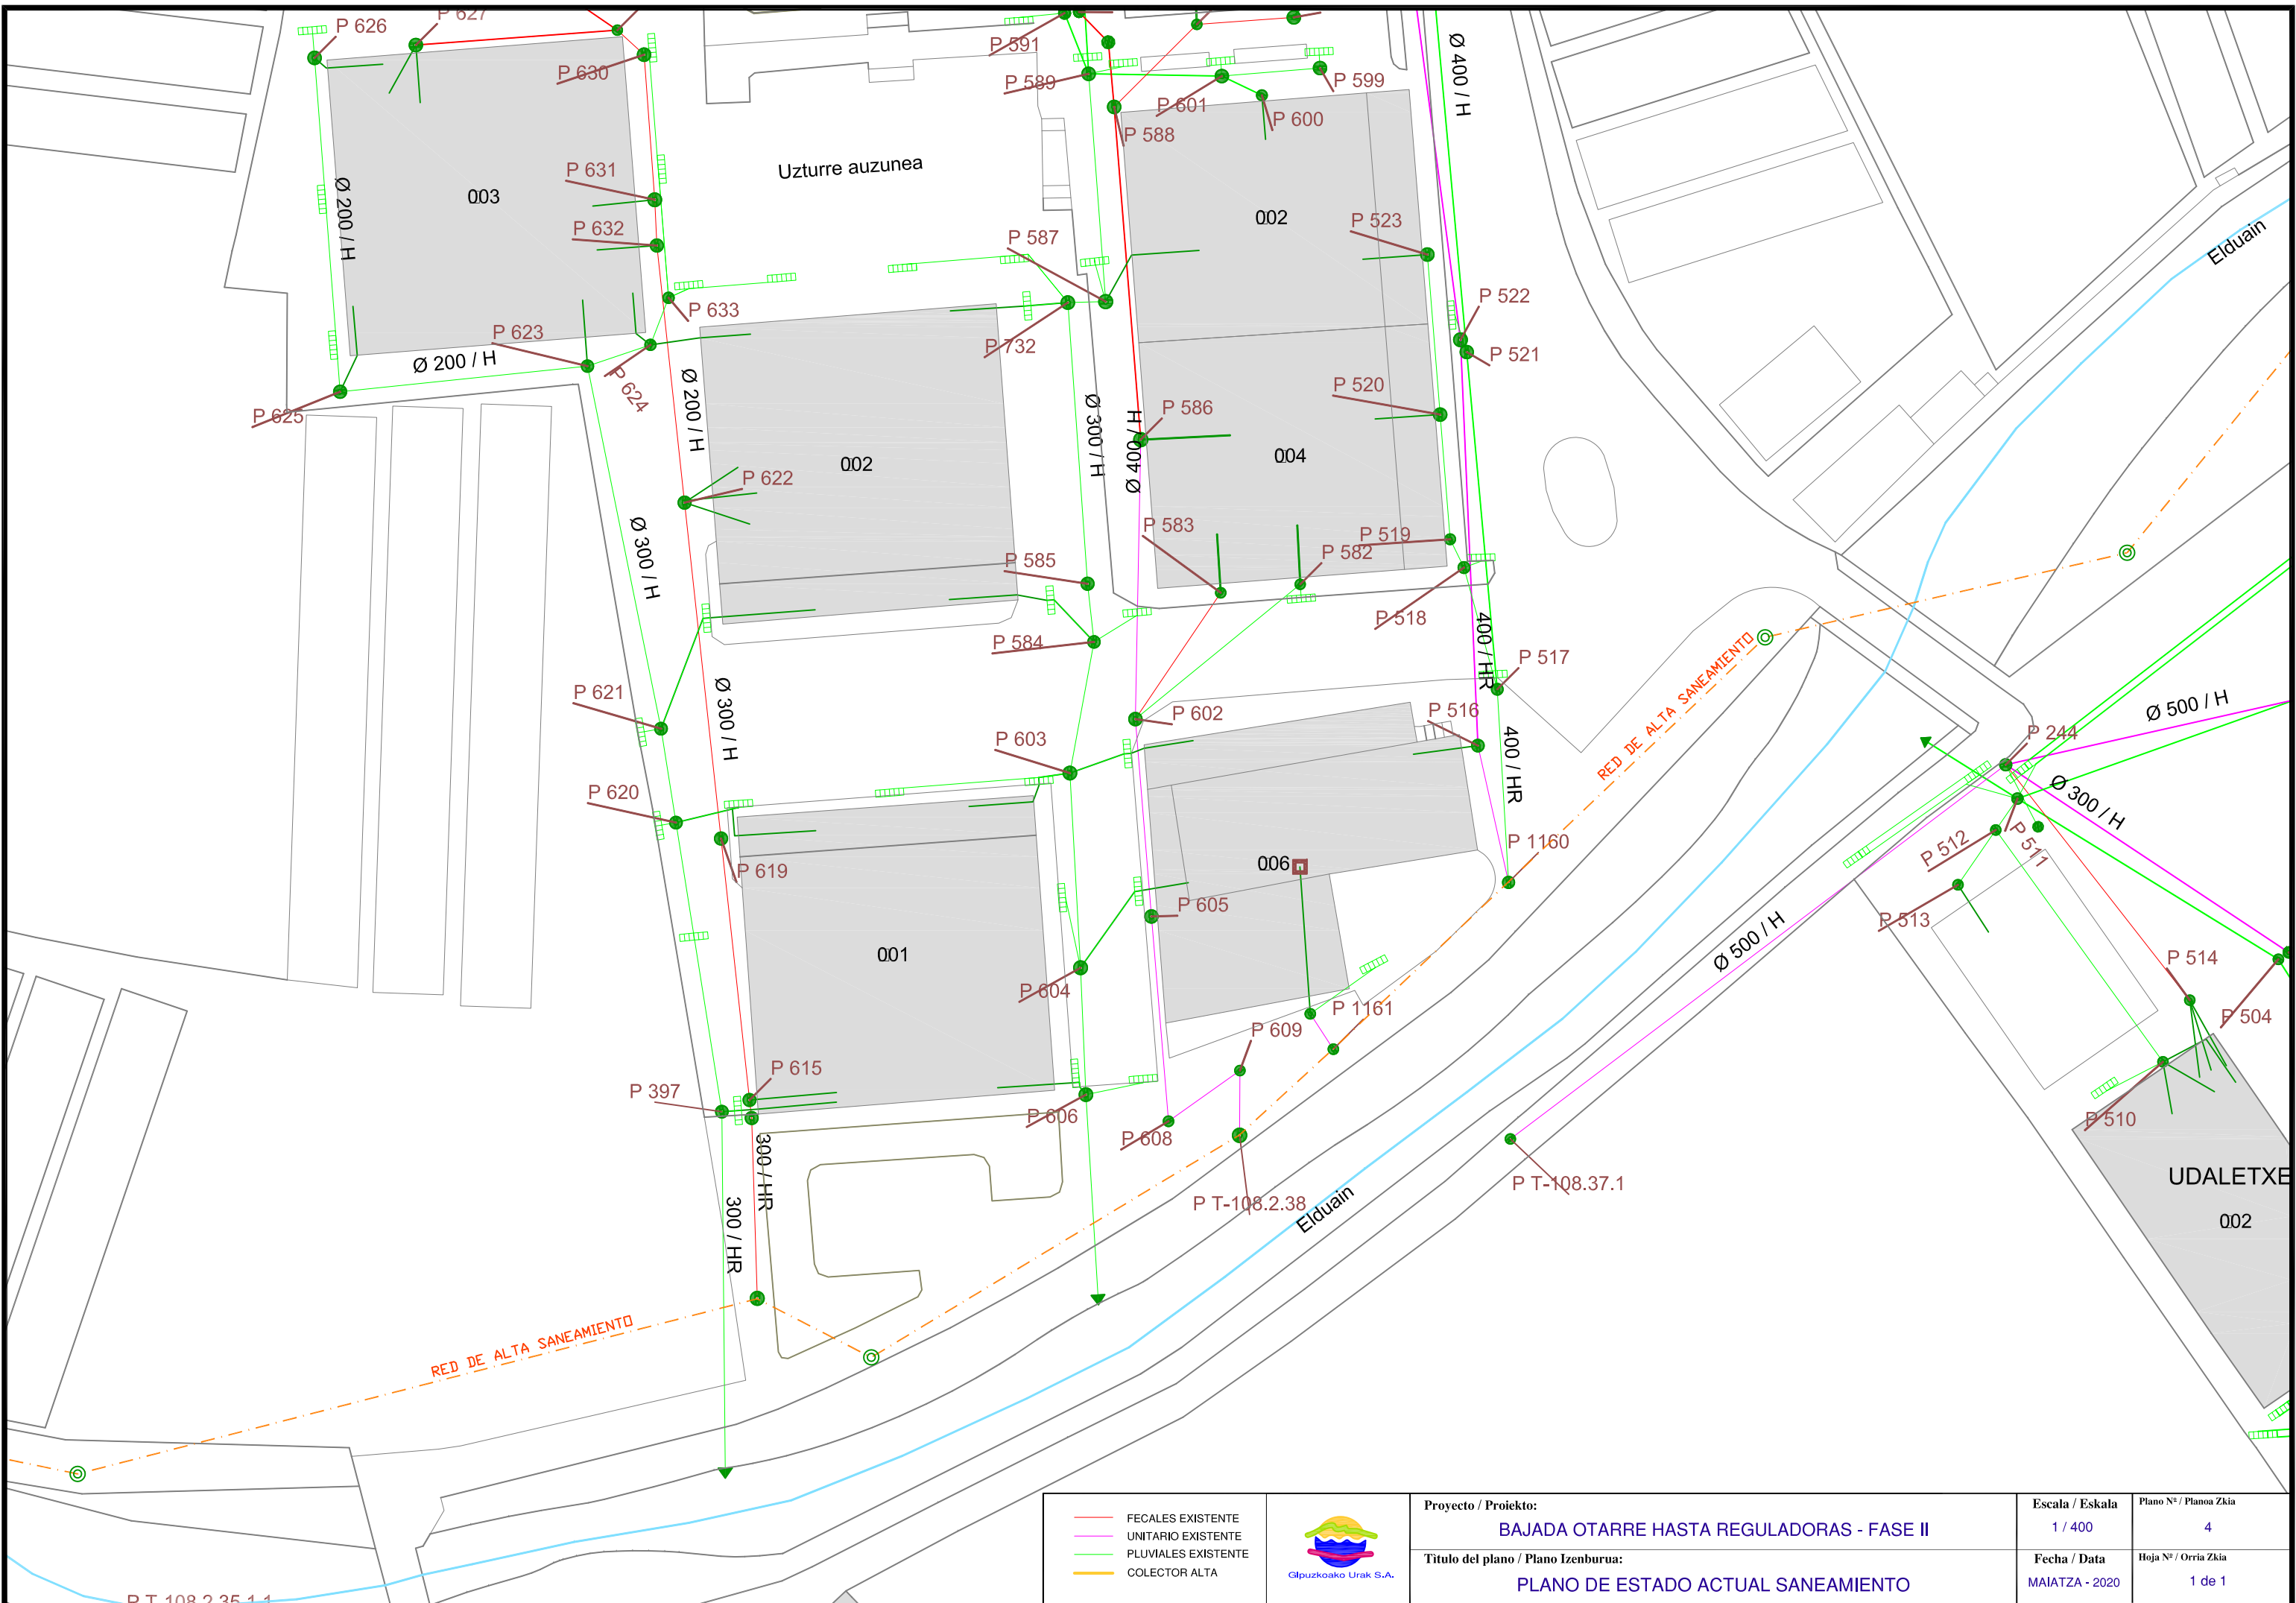 P 626
P 627
P 630
P 591
P 589
P 601
P 599
P 600
P 588
Ø 400 / H
Uzturre auzunea
P 631
003
Ø 200 / H
P 632
002
P 523
P 587
Elduain
P 633
P 522
P 623
P 732
P 521
Ø 200 / H
P 624
P 625
Ø 200 / H
P 520
Ø 300 / H
Ø 400 / H
P 586
002
004
P 622
P 583
P 519
P 582
Ø 300 / H
P 585
P 518
P 584
400 / HR
P 517
RED DE ALTA SANEAMIENTO
P 621
Ø 300 / H
P 602
P 516
P 603
400 / HR
Ø 500 / H
P 244
P 620
Ø 300 / H
P 619
006
P 1160
P 512
P 511
P 605
P 513
001
Ø 500 / H
P 514
P 604
P 1161
P 504
P 609
P 615
P 397
P 606
P 608
P 510
300 / HR
300 / HR
P T-108.2.38
Elduain
P T-108.37.1
UDALETXE
002
RED DE ALTA SANEAMIENTO
P T-108.2.35.1.1
FECALES EXISTENTE
UNITARIO EXISTENTE
PLUVIALES EXISTENTE
COLECTOR ALTA
Gipuzkoako Urak S.A.
Proyecto / Proiekto:
BAJADA OTARRE HASTA REGULADORAS - FASE II
Titulo del plano / Plano Izenburua:
PLANO DE ESTADO ACTUAL SANEAMIENTO
Escala / Eskala
1 / 400
Fecha / Data
MAIATZA - 2020
Plano Nº / Planoa Zkia
4
Hoja Nº / Orria Zkia
1 de 1